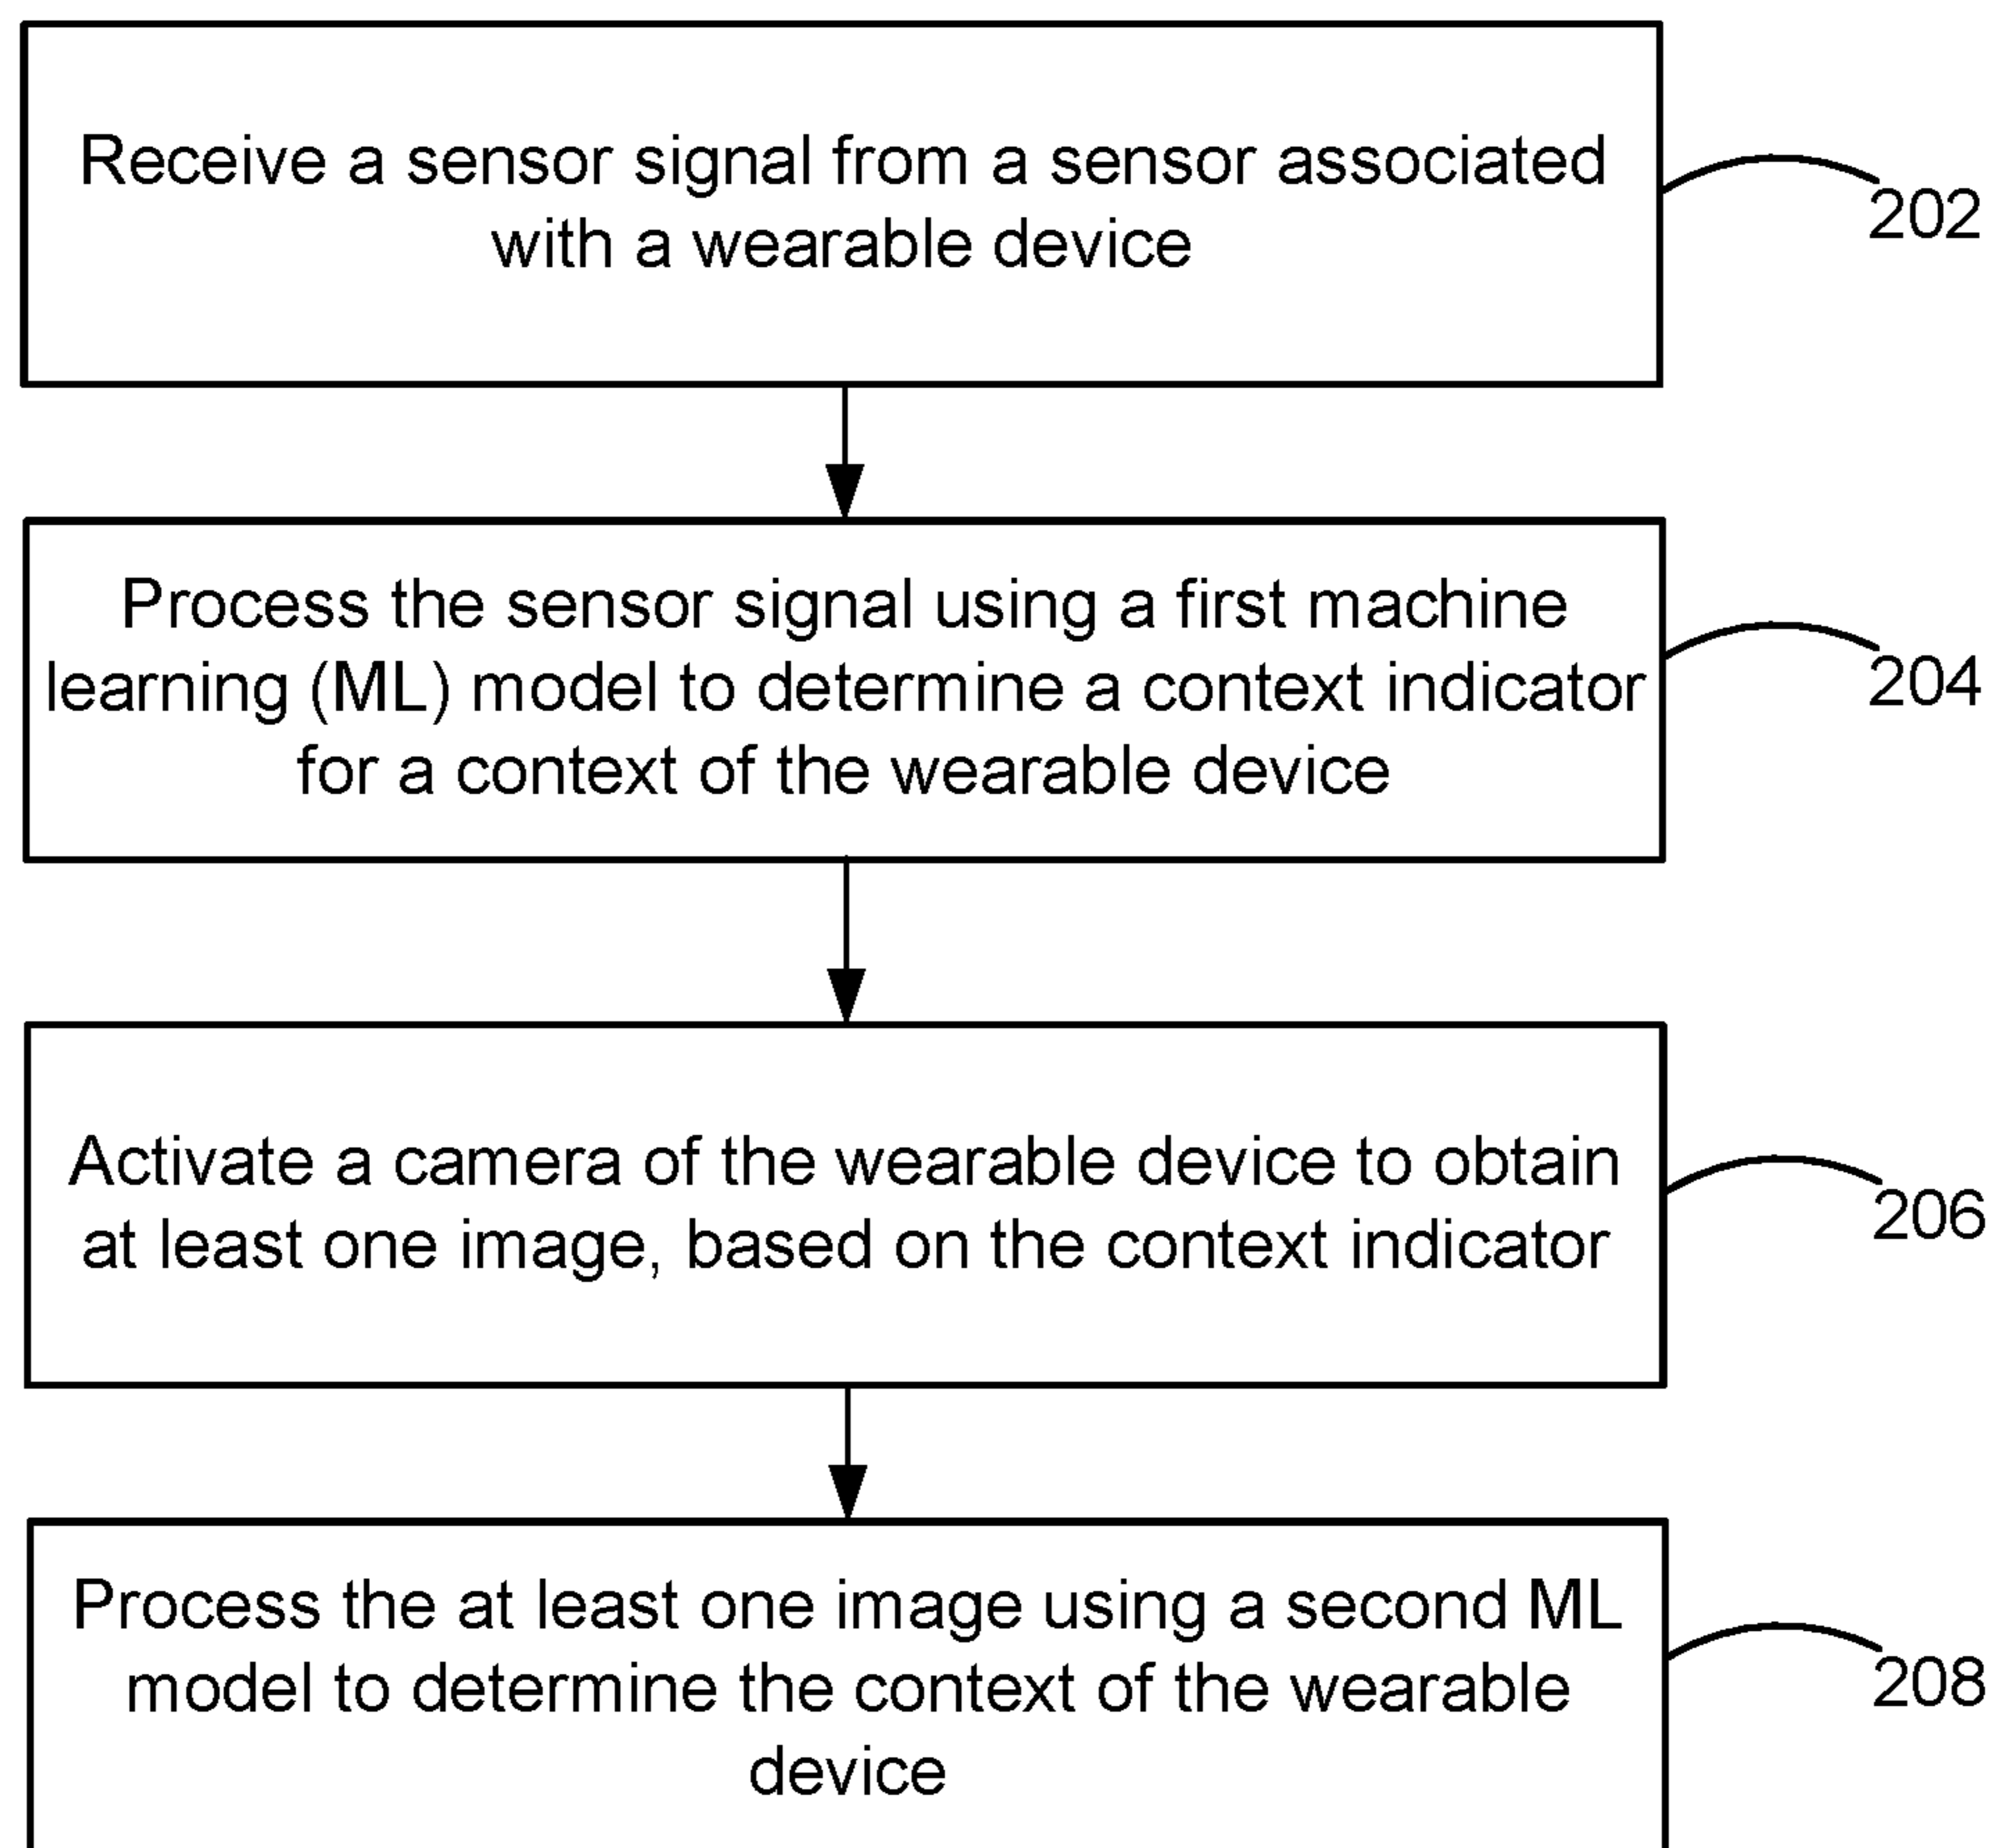 Receive a sensor signal from a sensor associated
with a wearable device
202
Process the sensor signal using a first machine
learning (ML) model to determine a context indicator
for a context of the wearable device
204
Activate a camera of the wearable device to obtain
at least one image, based on the context indicator
206
Process the at least one image using a second ML
model to determine the context of the wearable
device
208